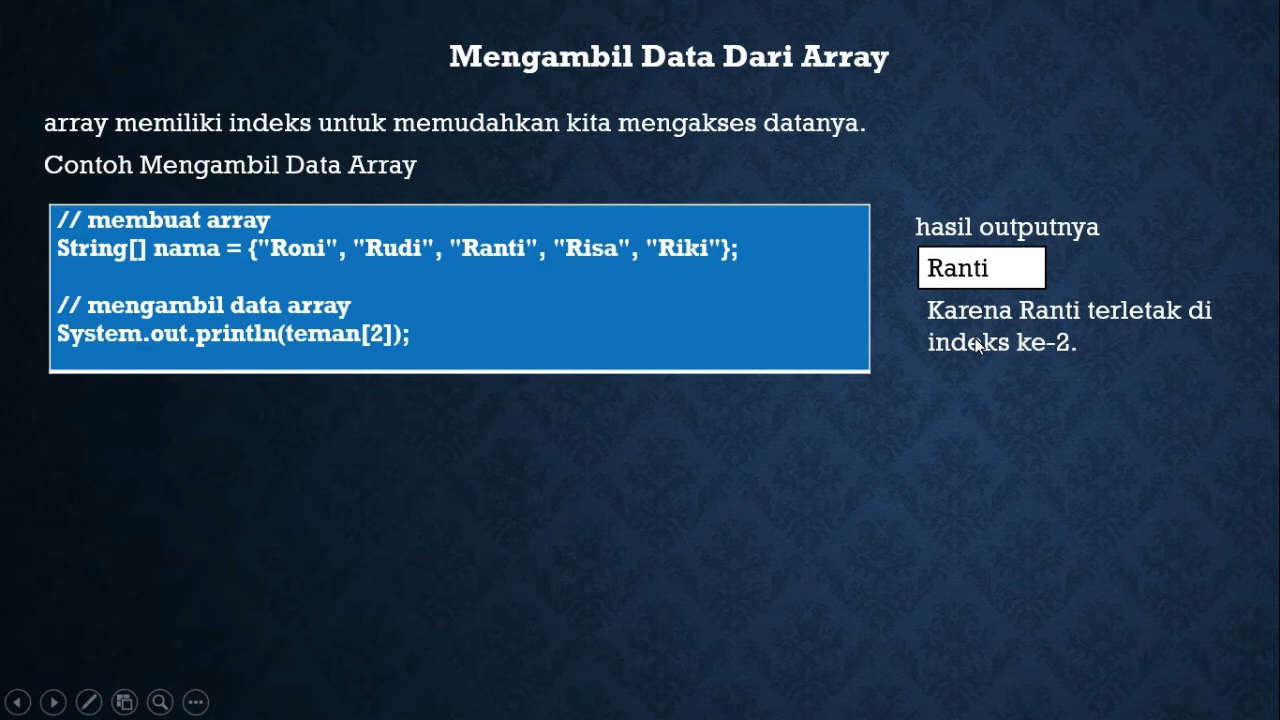 Mengambil Data Dari Array
array memiliki indeks untuk memudahkan kita mengakses datanya.
Contoh Mengambil Data Array
// membuat array
String[] nama = {"Roni", "Rudi", "Ranti", "Risa", "Riki"};
// mengambil data array
System.out.println(teman[2]);
hasil outputnya
Ranti
Karena Ranti terletak di
indeks ke-2.